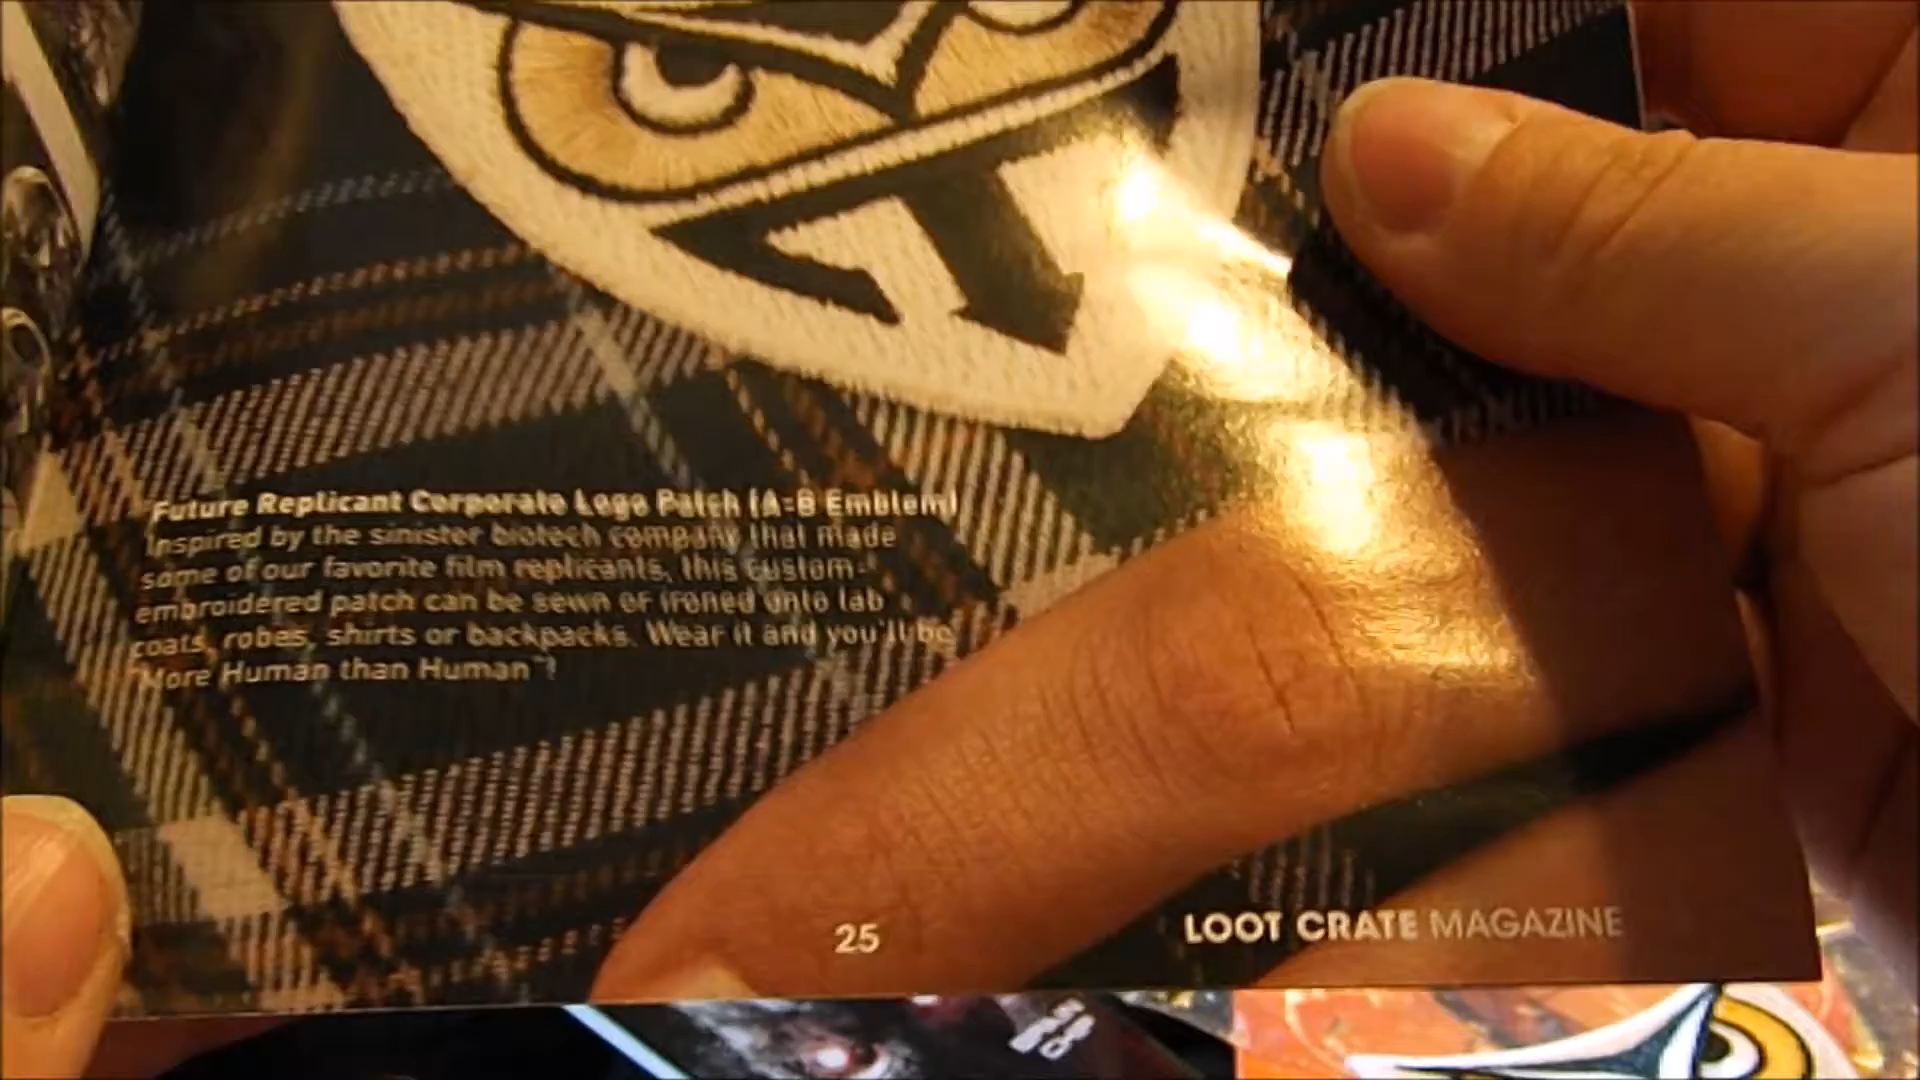 Future Replicant Corporate Logo Patch (A=B Emblem)
Inspired by the sinister biotech company that made
some of our favorite film replicants, this custom-
embroidered patch can be sewn or ironed onto lab
coats, robes, shirts or backpacks. Wear it and you'll be
"More Human than Human"!
25
LOOT CRATE MAGAZINE